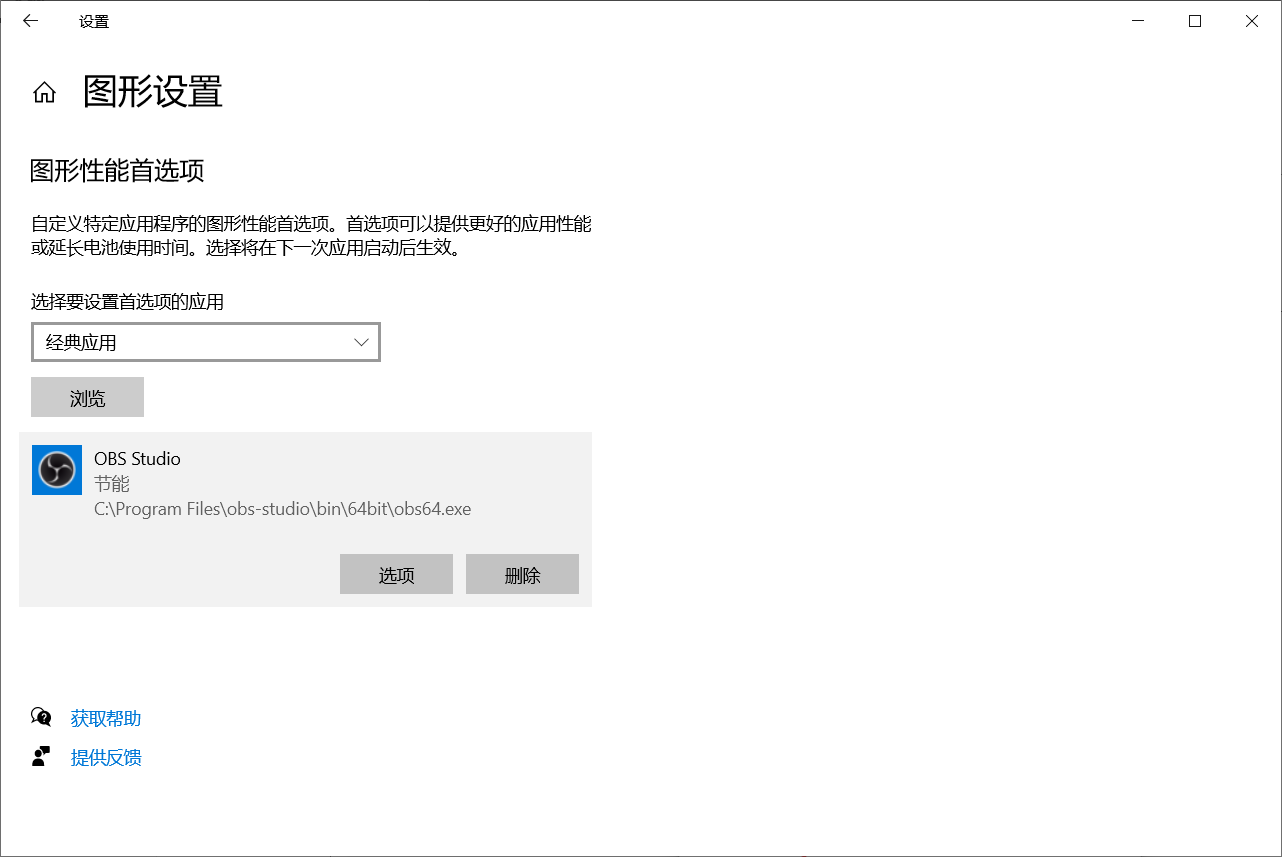 设置
图形设置
图形性能首选项
自定义特定应用程序的图形性能首选项。首选项可以提供更好的应用性能
或延长电池使用时间。选择将在下一次应用启动后生效。
选择要设置首选项的应用
经典应用
浏览
OBS Studio
节能
C:\Program Files\obs-studio\bin\64bit\obs64.exe
选项
删除
获取帮助
提供反馈